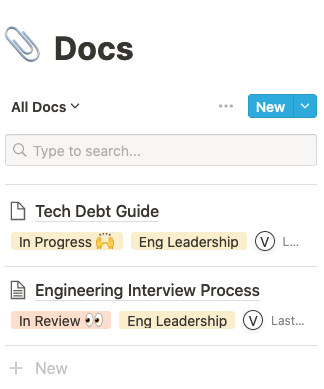 Docs
All Docs
New
Type to search...
Tech Debt Guide
In Progress 🙌 Eng Leadership V L...
Engineering Interview Process
In Review 👀 Eng Leadership V Last...
New